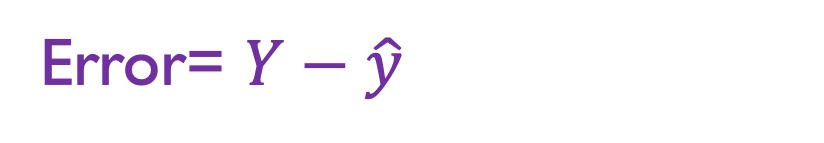 Error= 𝑌 − ŷ